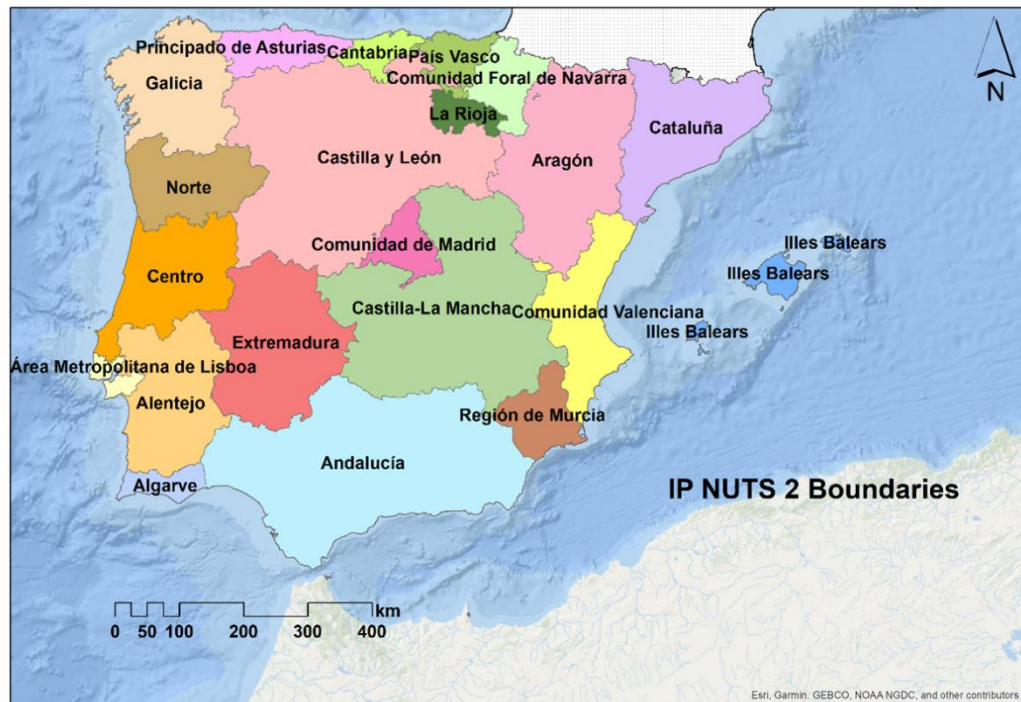 Principado de Asturias
Cantabria
País Vasco
Galicia
Comunidad Foral de Navarra
N
La Rioja
Cataluña
Castilla y León
Aragón
Norte
Comunidad de Madrid
Illes Balears
Centro
Illes Balears
Castilla-La Mancha
Comunidad Valenciana
Illes Balears
Extremadura
Área Metropolitana de Lisboa
Alentejo
Región de Murcia
Andalucía
Algarve
IP NUTS 2 Boundaries
km
0 50 100 200 300 400
Esri, Garmin. GEBCO, NOAA NGDC, and other contributors